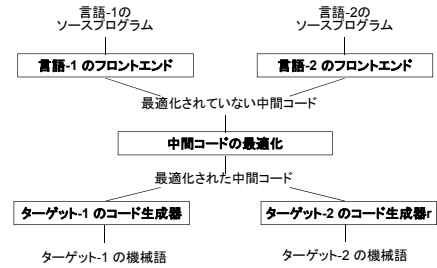 言語-1の
ソースプログラム
言語-2の
ソースプログラム
言語-1 のフロントエンド
言語-2 のフロントエンド
最適化されていない中間コード
中間コードの最適化
最適化された中間コード
ターゲット-1 のコード生成器
ターゲット-2 のコード生成器r
ターゲット-1 の機械語
ターゲット-2 の機械語